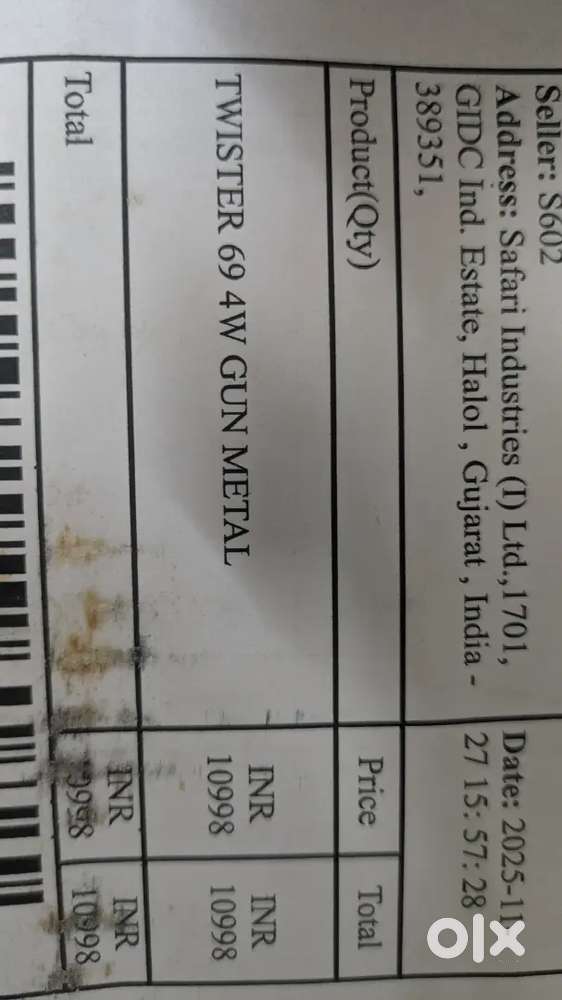 Seller: S602
Address: Safari Industries (I) Ltd.,1701,
GIDC Ind. Estate, Halol , Gujarat , India -
389351,
Date: 2025-11
27 15: 57: 28
Product(Qty) Price Total
TWISTER 69 4W GUN METAL INR 10998 INR 10998
Total INR INR 10998
olx